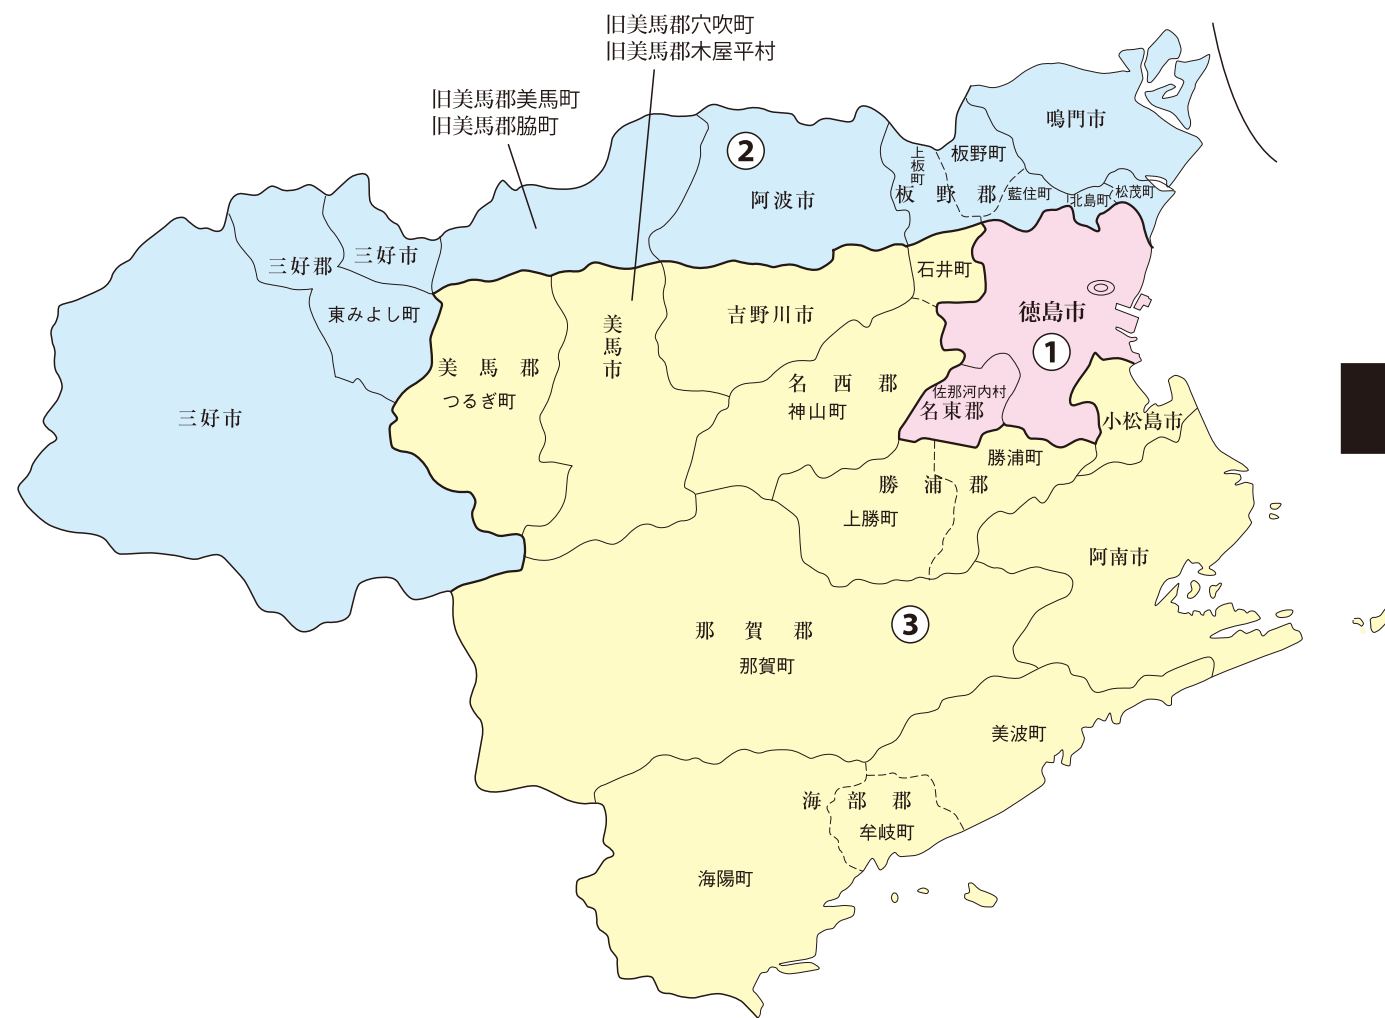 旧美馬郡穴吹町
旧美馬郡木屋平村
旧美馬郡美馬町
旧美馬郡脇町
鳴門市
②
上板町
板野町
阿波市
板野郡
藍住町
北島町
松茂町
三好郡
三好市
東みよし町
石井町
徳島市
①
吉野川市
美馬市
美馬郡
つるぎ町
名西郡
神山町
佐那河内村
名東郡
三好市
小松島市
勝浦町
勝浦郡
上勝町
阿南市
那賀郡
③
那賀町
美波町
海部郡
牟岐町
海陽町